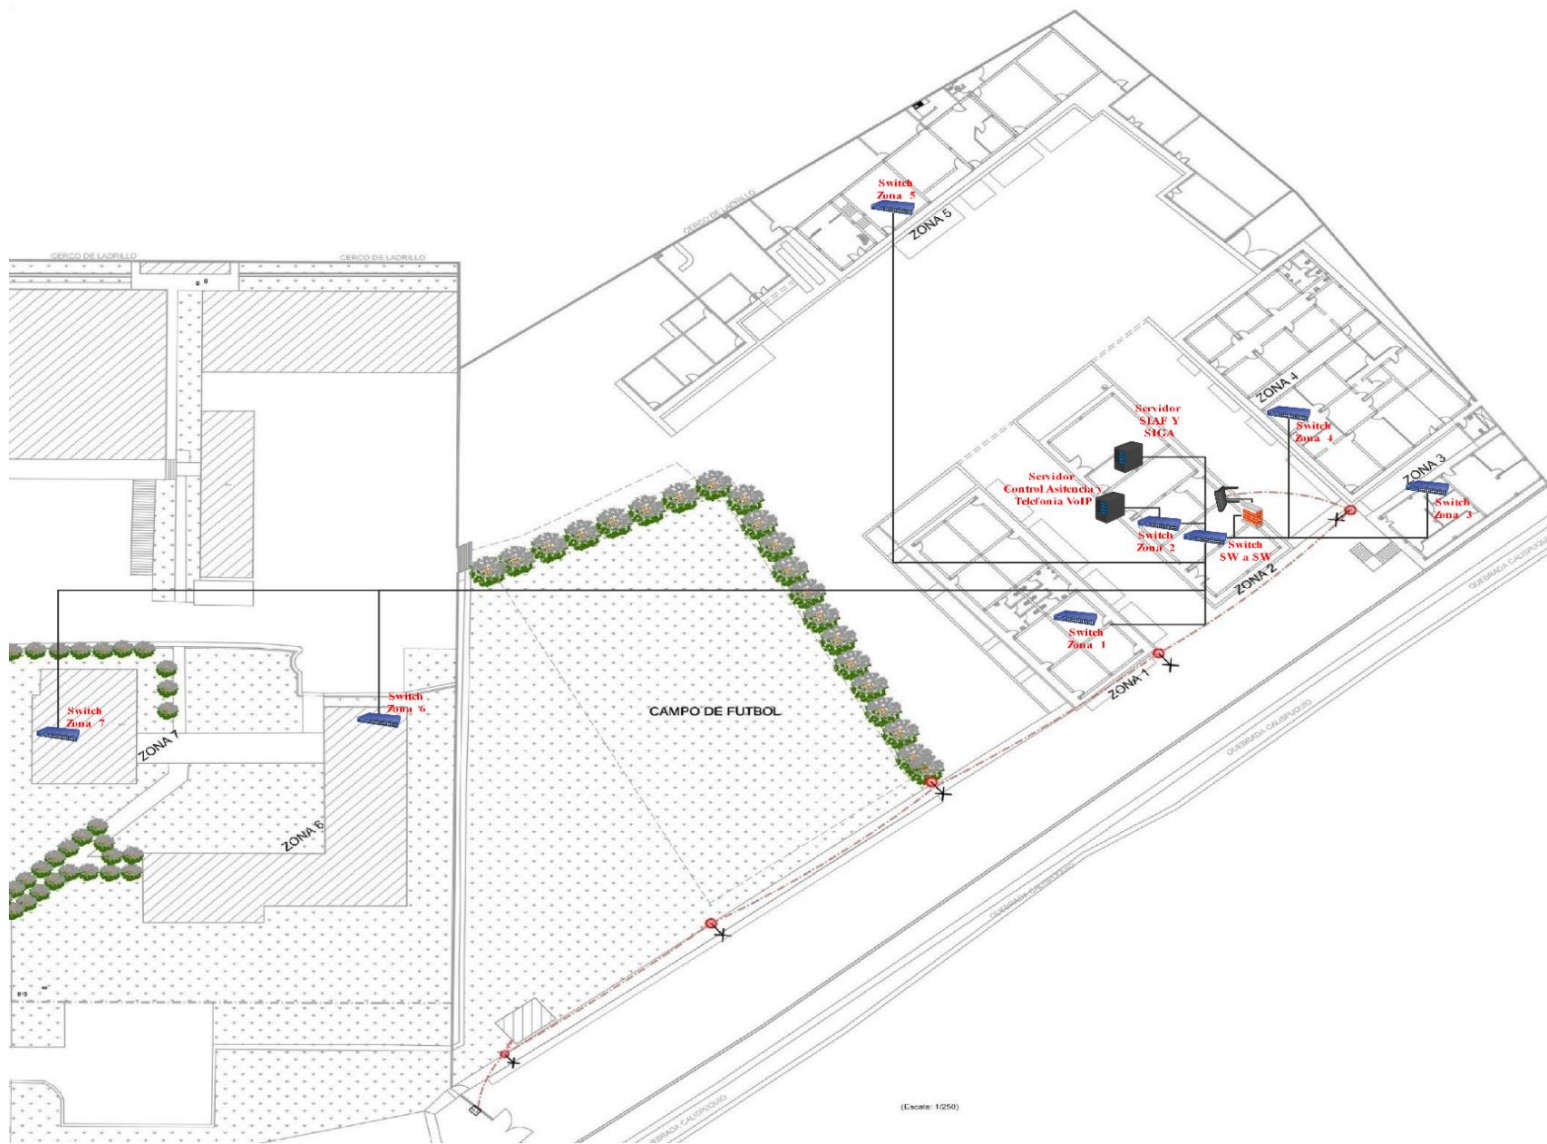 Switch
Zona 5
CERCO DE LADRILLO
ZONA 5
CERCO DE LADRILLO
CERCO DE LADRILLO
ZONA 4
Servidor
SIAF Y
SIGA
Switch
Zona 4
ZONA 3
Servidor
Control Asitencia y
Telefonia VoIP
Switch
Zona 3
Switch
Zona 2
Switch
SW a SW
ZONA 2
QUEBRADA CALISPUQUIO
Switch
Zona 1
ZONA 1
Switch
Zona 6
Switch
Zona 7
CAMPO DE FUTBOL
ZONA 7
QUEBRADA CALISPUQUIO
ZONA 6
QUEBRADA CALISPUQUIO
(Escala: 1/250)
QUEBRADA CALISPUQUIO